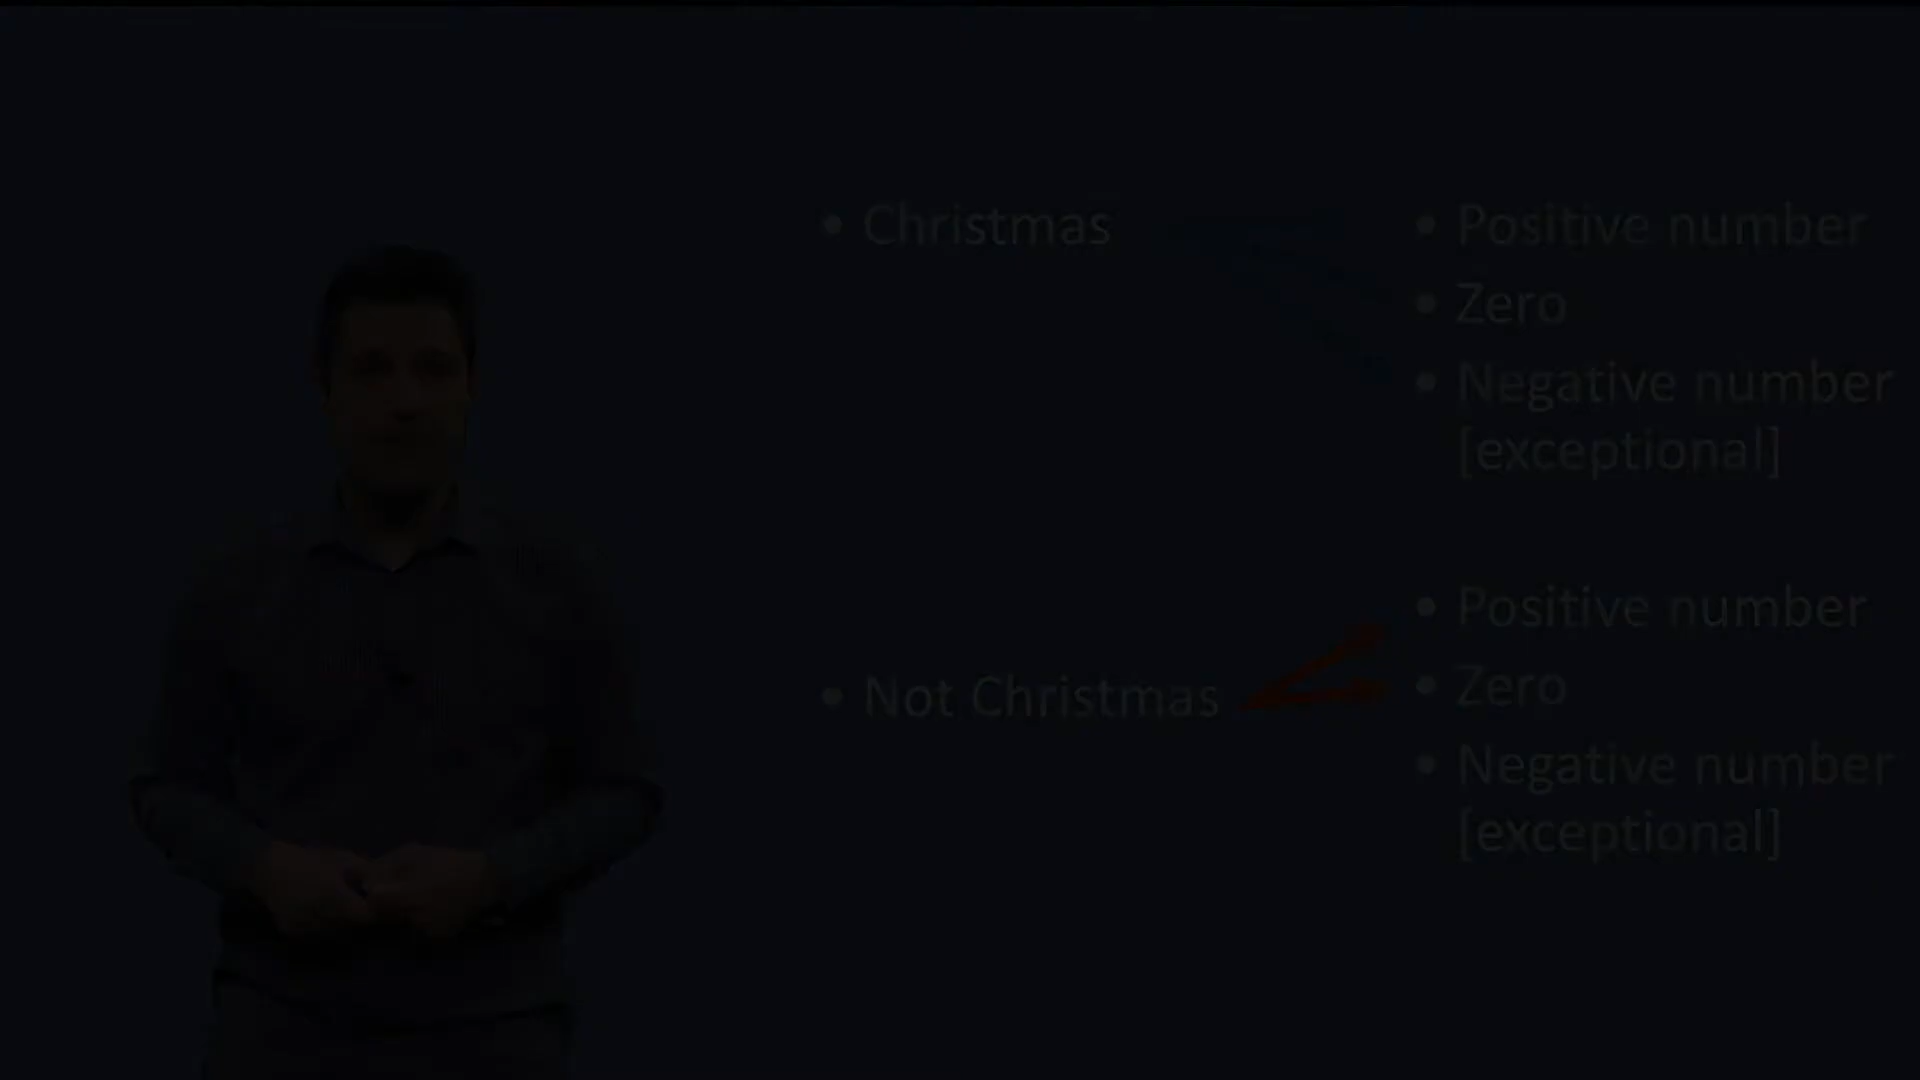 • Christmas
• Positive number
• Zero
• Negative number
[exceptional]
• Not Christmas
• Positive number
• Zero
• Negative number
[exceptional]